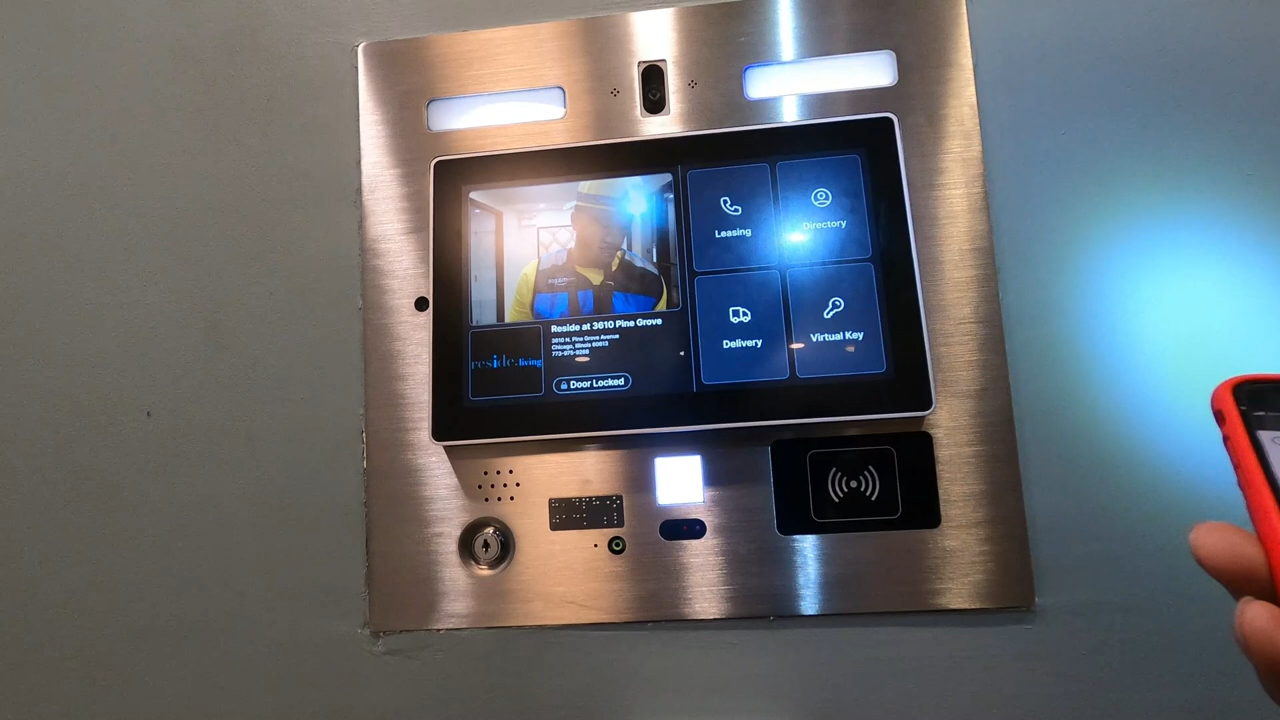 Leasing
Directory
Reside at 3610 Pine Grove
3610 N. Pine Grove Avenue
Chicago, Illinois 60613
reside.living
Delivery
Virtual Key
Door Locked